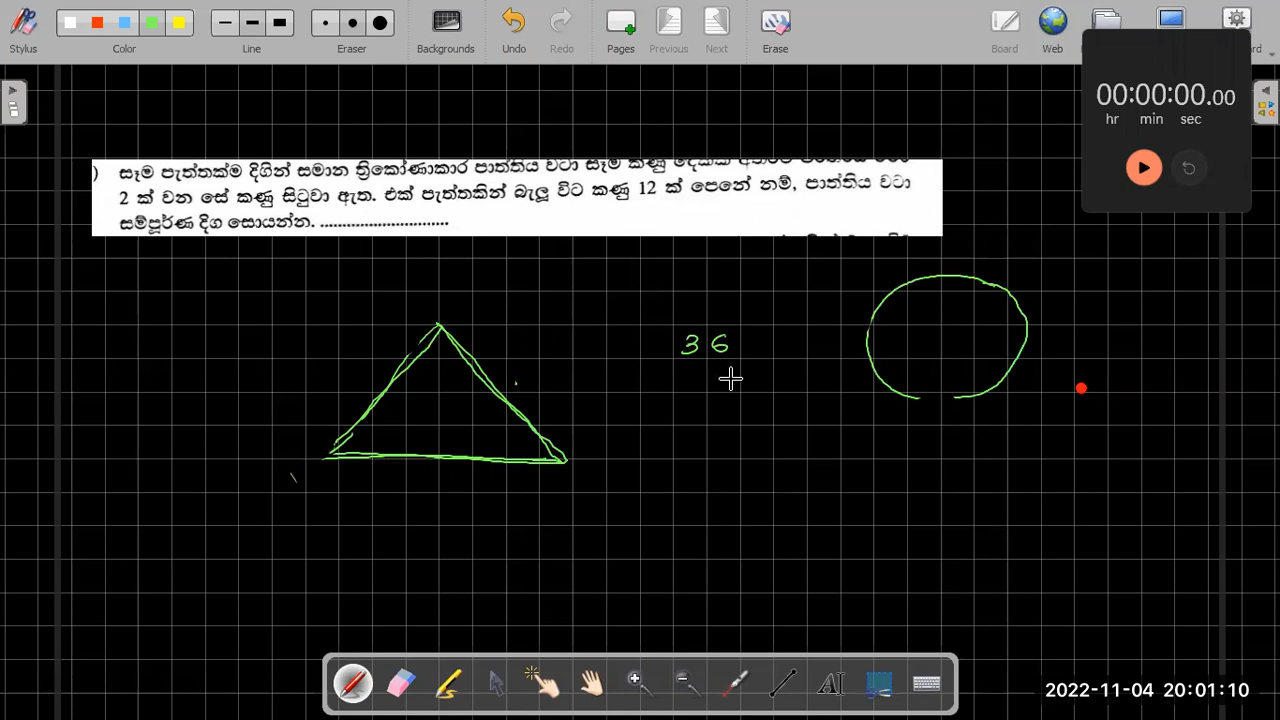 Stylus
Color
Line
Eraser
Backgrounds
Undo
Redo
Pages
Previous
Next
Erase
Board
Web
00:00:00.00
hr min sec
) සෑම පැත්තක්ම දිගින් සමාන ත්‍රිකෝණාකාර පාත්තිය වටා සෑම කණු දෙකක් අතරම
2 ක් වන සේ කණු සිටුවා ඇත. එක් පැත්තකින් බැලූ විට කණු 12 ක් පෙනේ නම්, පාත්තිය වටා
සම්පූර්ණ දිග සොයන්න. ..............................
36
2022-11-04 20:01:10